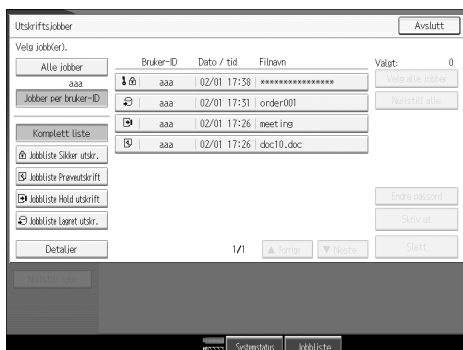 Utskriftsjobber
Avslutt
Velg jobb(er).
Alle jobber
aaa
Jobber per bruker-ID
Komplett liste
Jobbliste Sikker utskr.
Jobbliste Prøveutskrift
Jobbliste Hold utskrift
Jobbliste Lagret utskr.
Detaljer
Bruker-ID Dato / tid Filnavn
aaa 02/01 17:38 ****************
aaa 02/01 17:31 order001
aaa 02/01 17:26 meeting
aaa 02/01 17:26 doc10.doc
1/1 ▲ Forrige ▼ Neste
Valgt: 0
Velg alle jobber
Nullstill alle
Endre passord
Skriv ut
Slett
Systemstatus Jobbliste